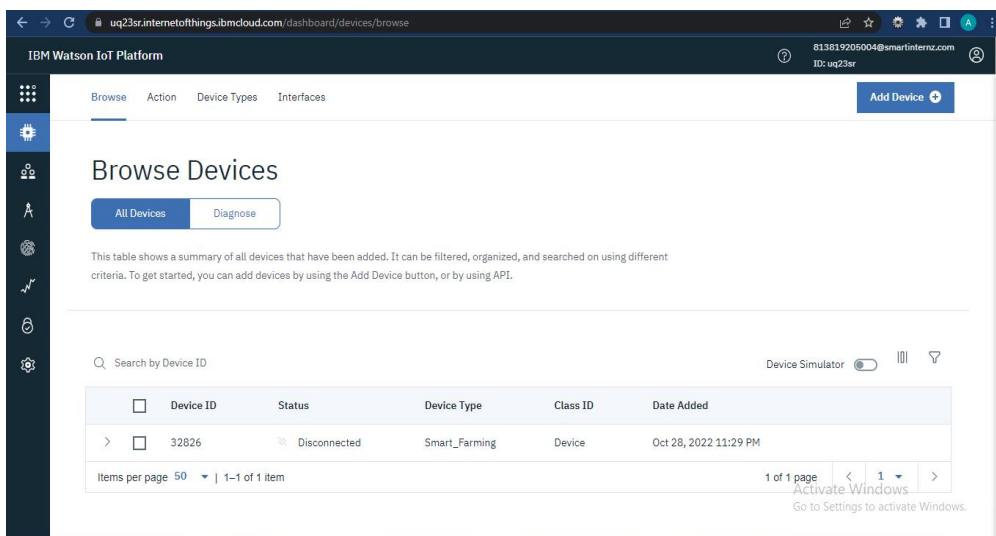 uq23sr.internetofthings.ibmcloud.com/dashboard/devices/browse
A
IBM Watson IoT Platform
813819205004@smartinternz.com
ID: uq23sr
Browse Action Device Types Interfaces
Add Device
Browse Devices
All Devices Diagnose
This table shows a summary of all devices that have been added. It can be filtered, organized, and searched on using different
criteria. To get started, you can add devices by using the Add Device button, or by using API.
Search by Device ID
Device Simulator
Device ID Status Device Type Class ID Date Added
32826 Disconnected Smart_Farming Device Oct 28, 2022 11:29 PM
Items per page 50 | 1–1 of 1 item
1 of 1 page 1
Activate Windows
Go to Settings to activate Windows.